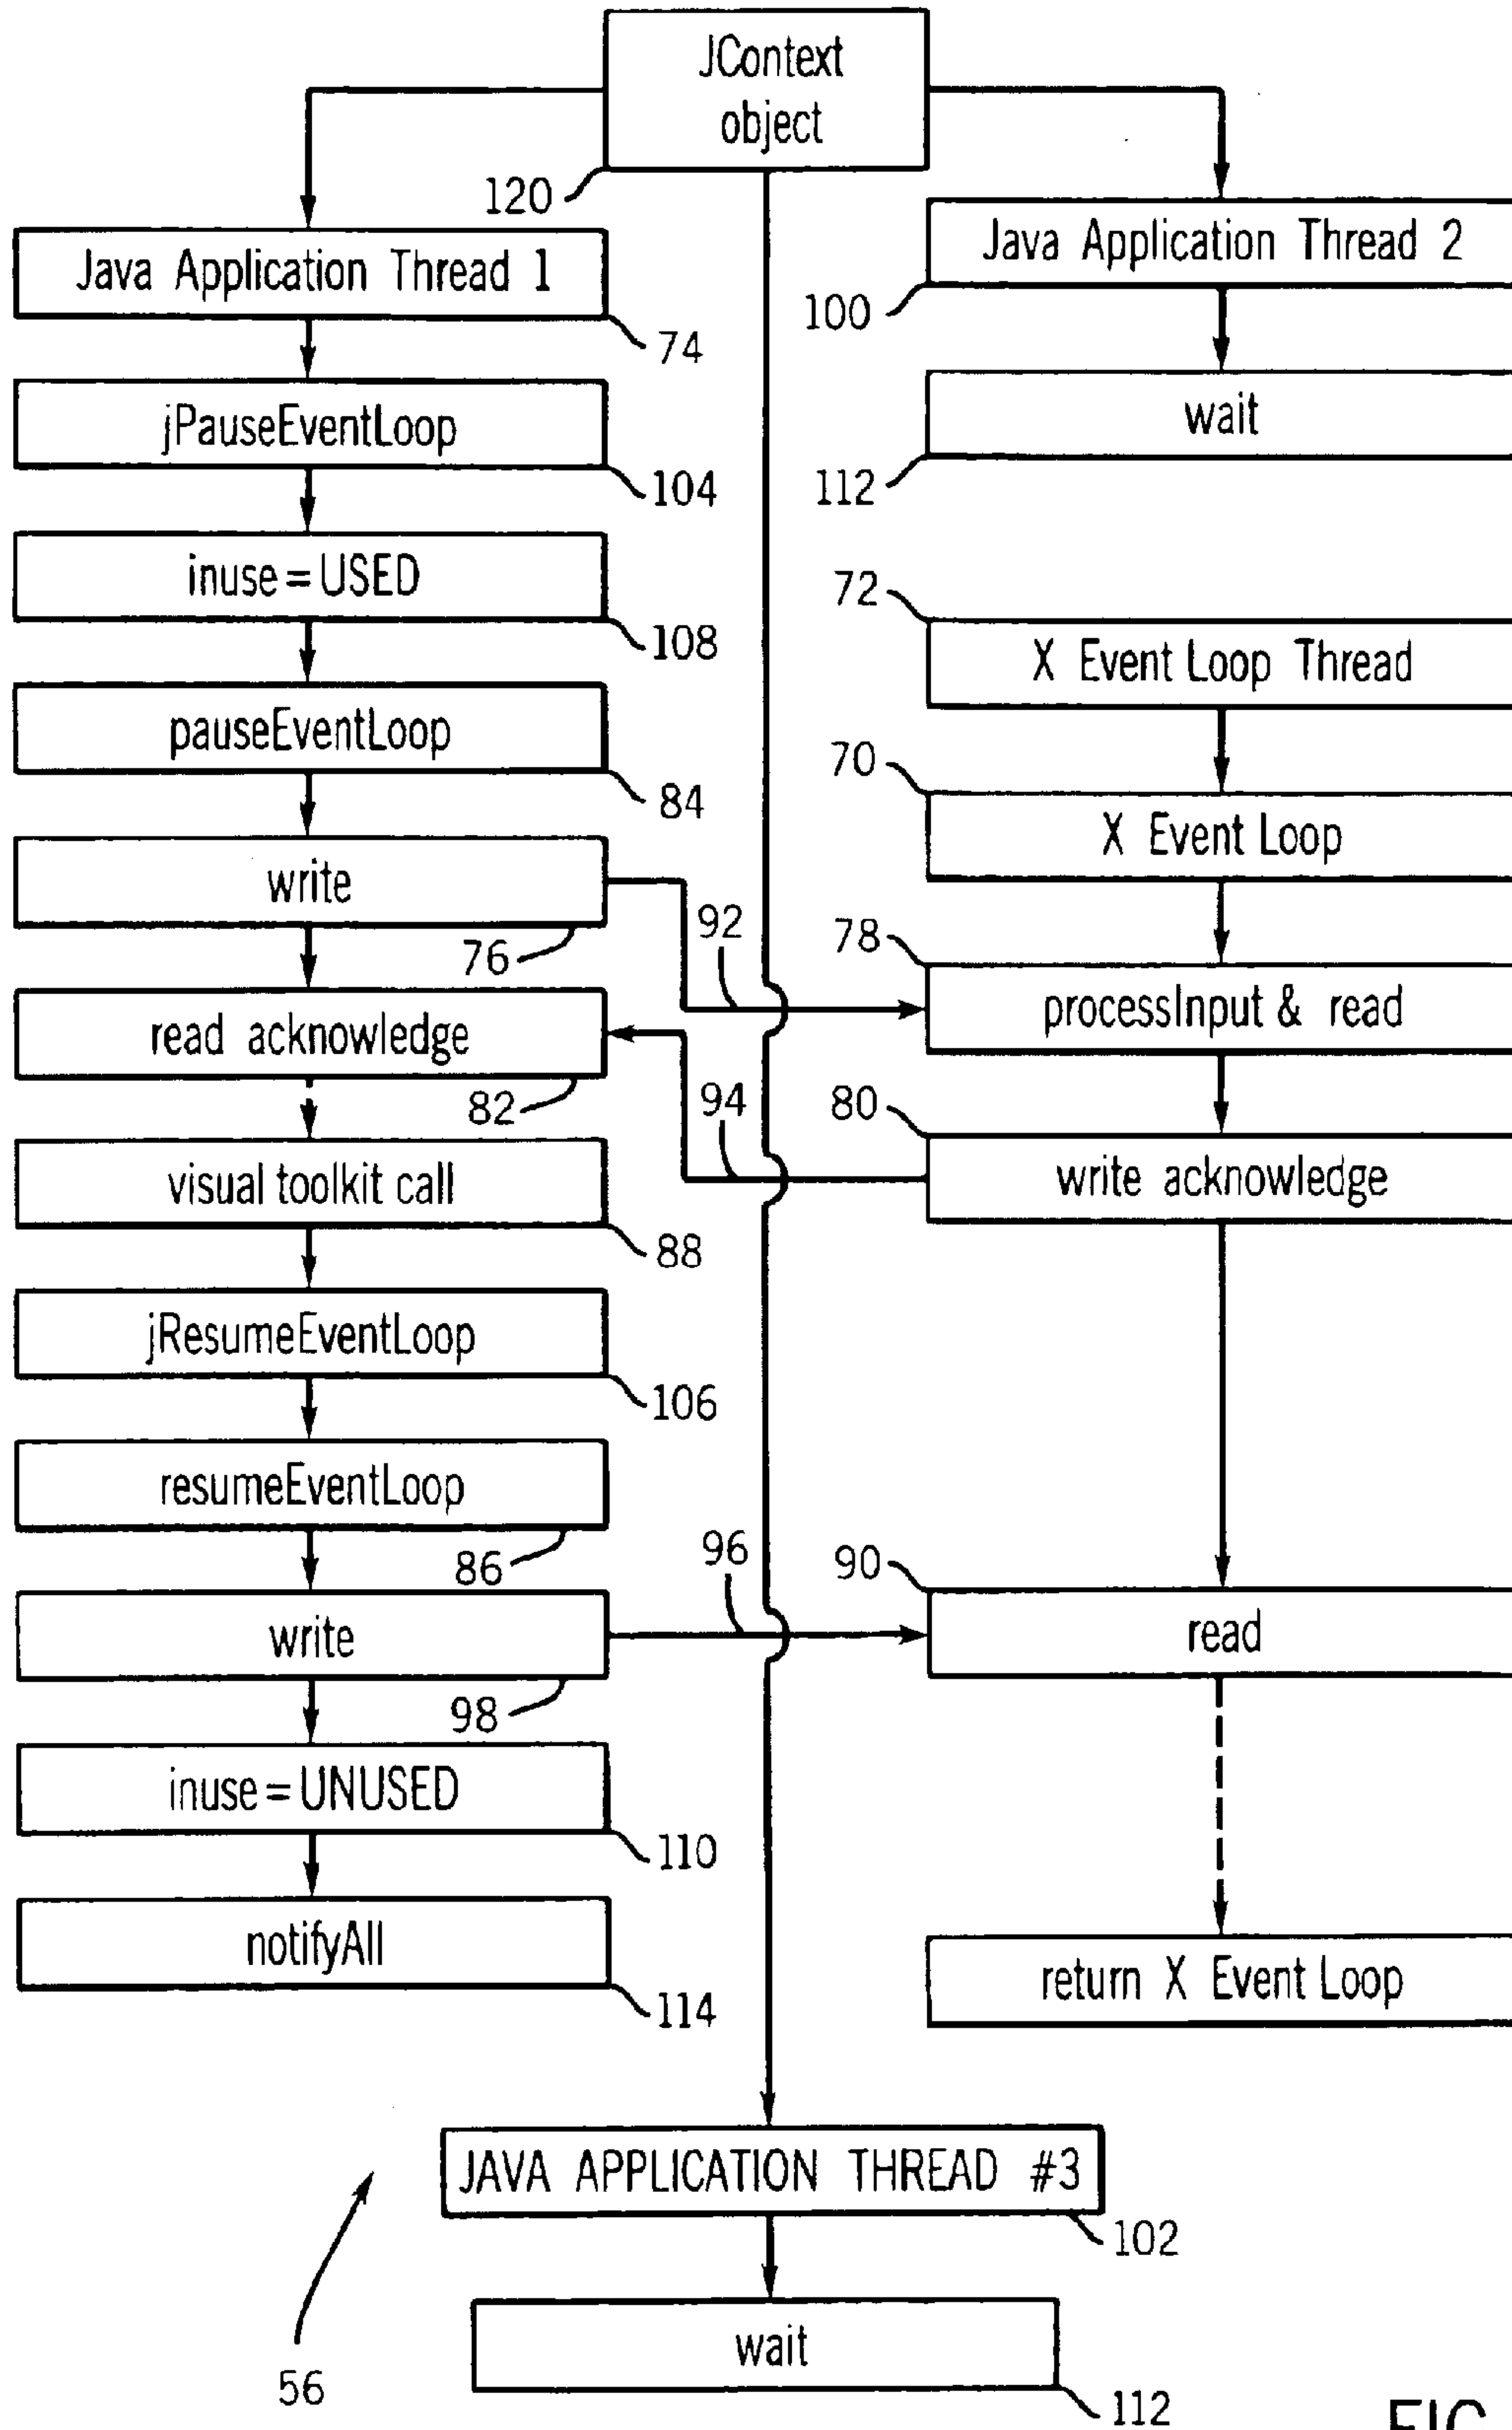 JContext
object
120
Java Application Thread 1
74
Java Application Thread 2
100
jPauseEventLoop
104
wait
112
inuse = USED
108
72
X Event Loop Thread
pauseEventLoop
84
70
X Event Loop
write
76
92
78
processInput & read
read acknowledge
82
94
80
write acknowledge
visual toolkit call
88
jResumeEventLoop
106
resumeEventLoop
86
96
90
read
write
98
inuse = UNUSED
110
notifyAll
114
return X Event Loop
JAVA APPLICATION THREAD #3
102
56
wait
112
FIG